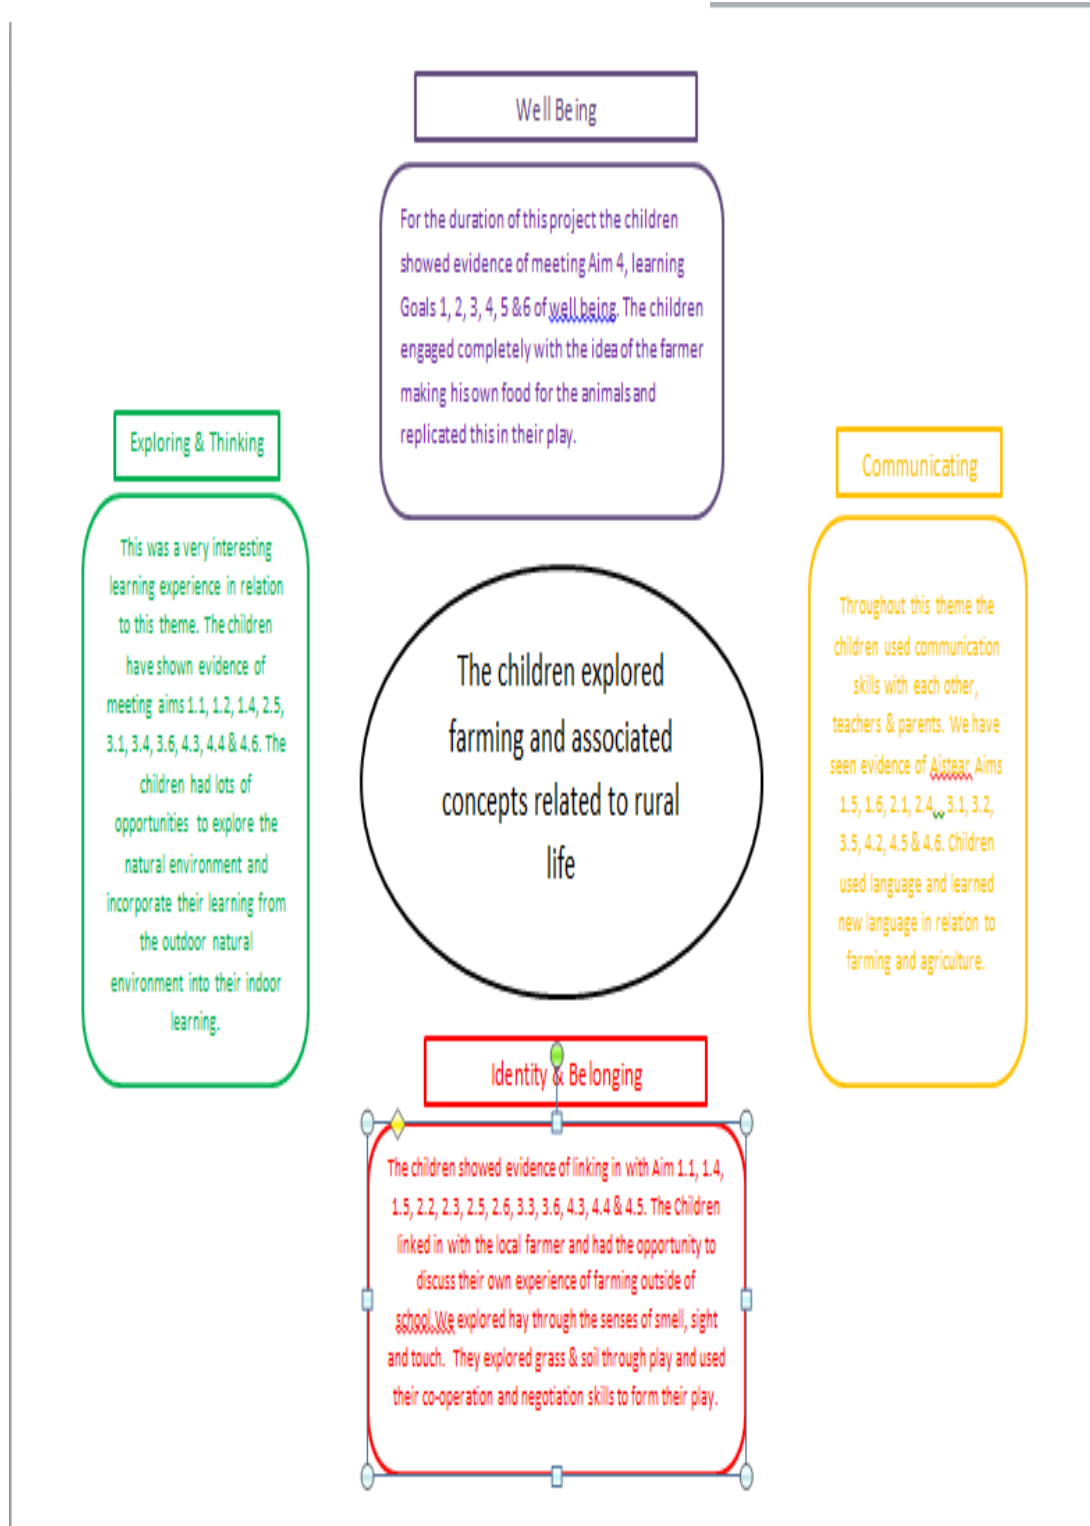 Well Being
For the duration of this project the children
showed evidence of meeting Aim 4, learning
Goals 1, 2, 3, 4, 5 &6 of well being. The children
engaged completely with the idea of the farmer
making his own food for the animals and
replicated this in their play.
Exploring & Thinking
This was a very interesting
learning experience in relation
to this theme. The children
have shown evidence of
meeting aims 1.1, 1.2, 1.4, 2.5,
3.1, 3.4, 3.6, 4.3, 4.4 & 4.6. The
children had lots of
opportunities to explore the
natural environment and
incorporate their learning from
the outdoor natural
environment into their indoor
learning.
The children explored
farming and associated
concepts related to rural
life
Communicating
Throughout this theme the
children used communication
skills with each other,
teachers & parents. We have
seen evidence of Aistear Aims
1.5, 1.6, 2.1, 2.4,, 3.1, 3.2,
3.5, 4.2, 4.5 & 4.6. Children
used language and learned
new language in relation to
farming and agriculture.
Identity & Belonging
The children showed evidence of linking in with Aim 1.1, 1.4,
1.5, 2.2, 2.3, 2.5, 2.6, 3.3, 3.6, 4.3, 4.4 & 4.5. The Children
linked in with the local farmer and had the opportunity to
discuss their own experience of farming outside of
school. We explored hay through the senses of smell, sight
and touch. They explored grass & soil through play and used
their co-operation and negotiation skills to form their play.